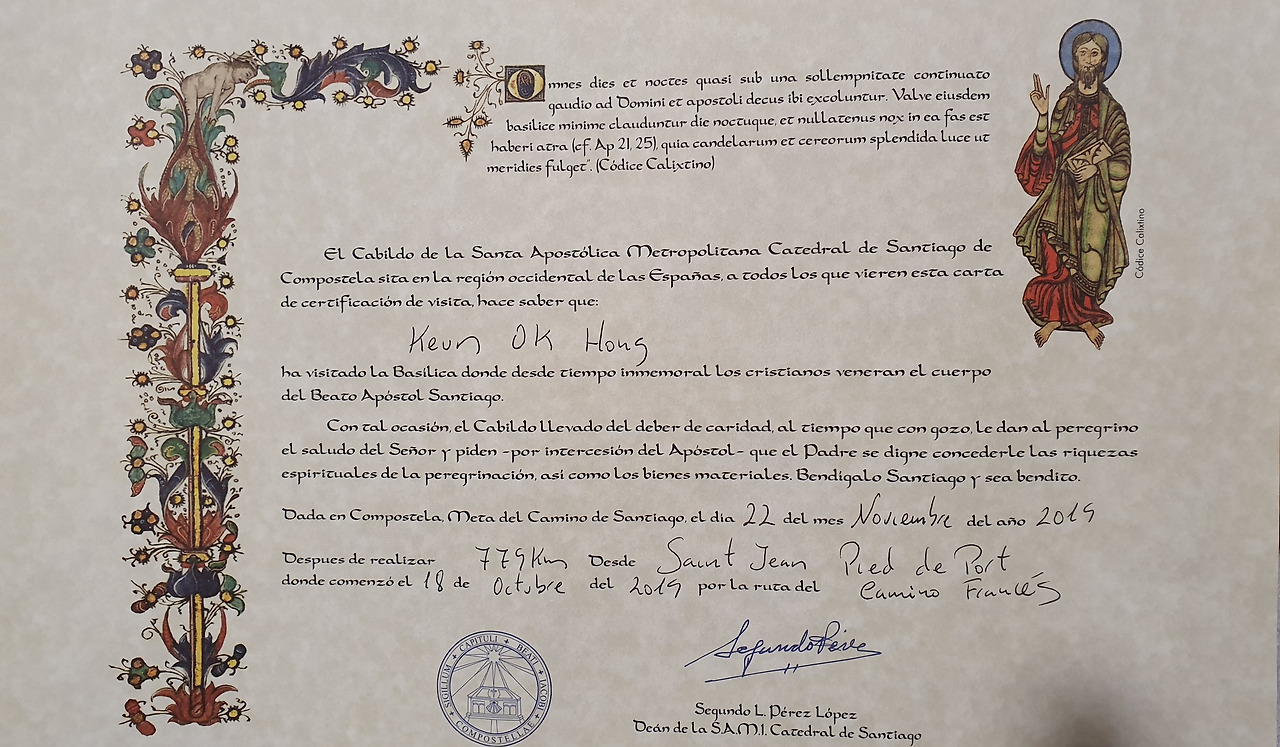 Omnes dies et noctes quasi sub una sollempnitate continuato
gaudio ad Domini et apostoli decus ibi excoluntur. Valve eiusdem
basilice minime clauduntur die noctuque, et nullatenus nox in ea fas est
haberi atra (cf. Ap 21, 25), quia candelarum et cereorum splendida luce ut
meridies fulget". (Códice Calixtino)
Códice Calixtino
El Cabildo de la Santa Apostólica Metropolitana Catedral de Santiago de
Compostela sita en la región occidental de las Españas, a todos los que vieren esta carta
de certificación de visita, hace saber que:
Keun OK Hong
ha visitado la Basílica donde desde tiempo inmemoral los cristianos veneran el cuerpo
del Beato Apóstol Santiago.
Con tal ocasión, el Cabildo llevado del deber de caridad, al tiempo que con gozo, le dan al peregrino
el saludo del Señor y piden -por intercesión del Apóstol- que el Padre se digne concederle las riquezas
espirituales de la peregrinación, así como los bienes materiales. Bendígalo Santiago y sea bendito.
Dada en Compostela, Meta del Camino de Santiago, el dia 22 del mes Noviembre del año 2019
Despues de realizar 779Km Desde Saint Jean Pied de Port
donde comenzó el 18 de Octubre del 2019 por la ruta del Camino Francés
SIGILLUM CAPITULI BEATI IACOBI COMPOSTELLAE
Segundo Pérez
Segundo L. Pérez López
Deán de la S.A.M.I. Catedral de Santiago